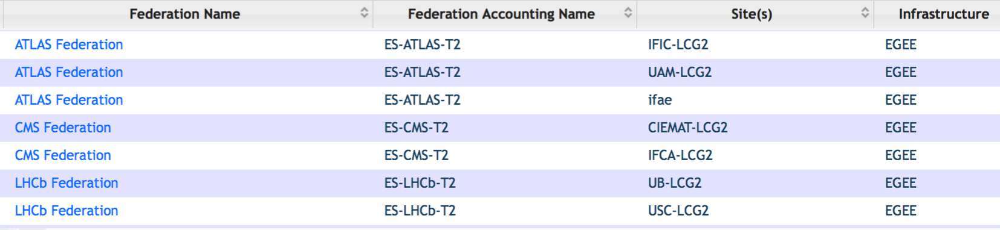 Federation Name Federation Accounting Name Site(s) Infrastructure
ATLAS Federation ES-ATLAS-T2 IFIC-LCG2 EGEE
ATLAS Federation ES-ATLAS-T2 UAM-LCG2 EGEE
ATLAS Federation ES-ATLAS-T2 ifae EGEE
CMS Federation ES-CMS-T2 CIEMAT-LCG2 EGEE
CMS Federation ES-CMS-T2 IFCA-LCG2 EGEE
LHCb Federation ES-LHCb-T2 UB-LCG2 EGEE
LHCb Federation ES-LHCb-T2 USC-LCG2 EGEE